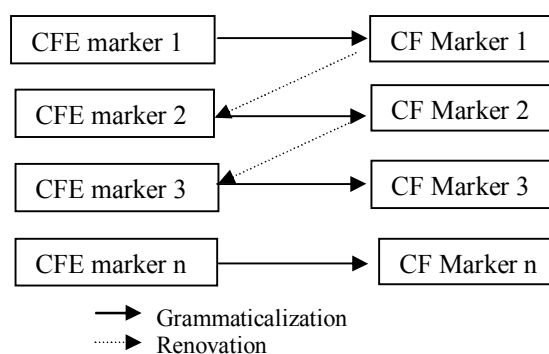 CFE marker 1 CF Marker 1
CFE marker 2 CF Marker 2
CFE marker 3 CF Marker 3
CFE marker n CF Marker n
Grammaticalization
Renovation